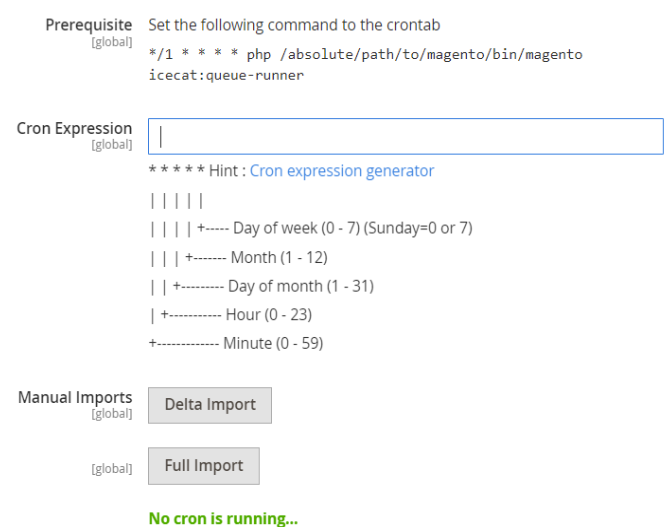 Prerequisite Set the following command to the crontab
[global]
*/1 * * * * php /absolute/path/to/magento/bin/magento
icecat:queue-runner
Cron Expression
[global]
* * * * * Hint : Cron expression generator
| | | | |
| | | | +----- Day of week (0 - 7) (Sunday=0 or 7)
| | | +------- Month (1 - 12)
| | +--------- Day of month (1 - 31)
| +----------- Hour (0 - 23)
+------------- Minute (0 - 59)
Manual Imports Delta Import
[global]
[global] Full Import
No cron is running...